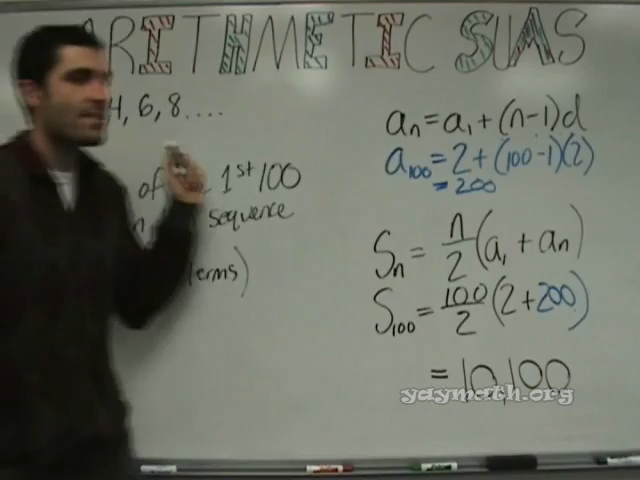 ARITHMETIC SUMS
4, 6, 8....
of 1st 100
sequence
terms)
an = a1 + (n-1)d
a100 = 2 + (100-1)(2)
= 200
Sn = n/2 (a1 + an)
S100 = 100/2 (2 + 200)
= 10,100
yaymath.org